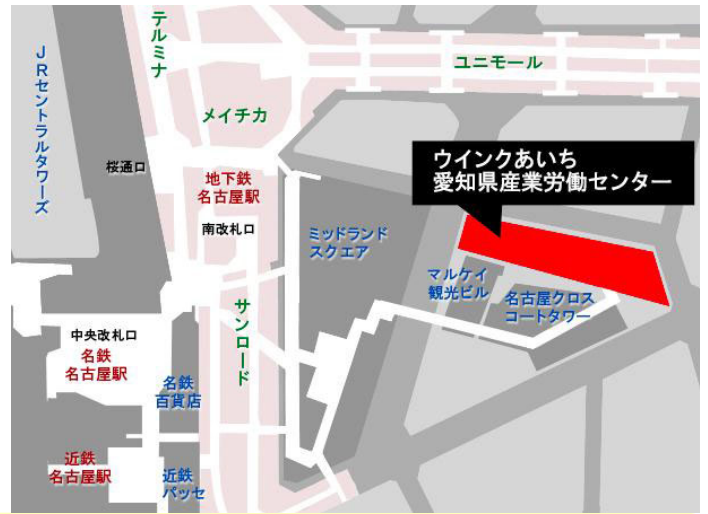 テルミナ
JRセントラルタワーズ
ユニモール
メイチカ
ウインクあいち
愛知県産業労働センター
桜通口
地下鉄
名古屋駅
南改札口
ミッドランド
スクエア
マルケイ
観光ビル
名古屋クロス
コートタワー
サンロード
中央改札口
名鉄
名古屋駅
名鉄
百貨店
近鉄
名古屋駅
近鉄
パッセ